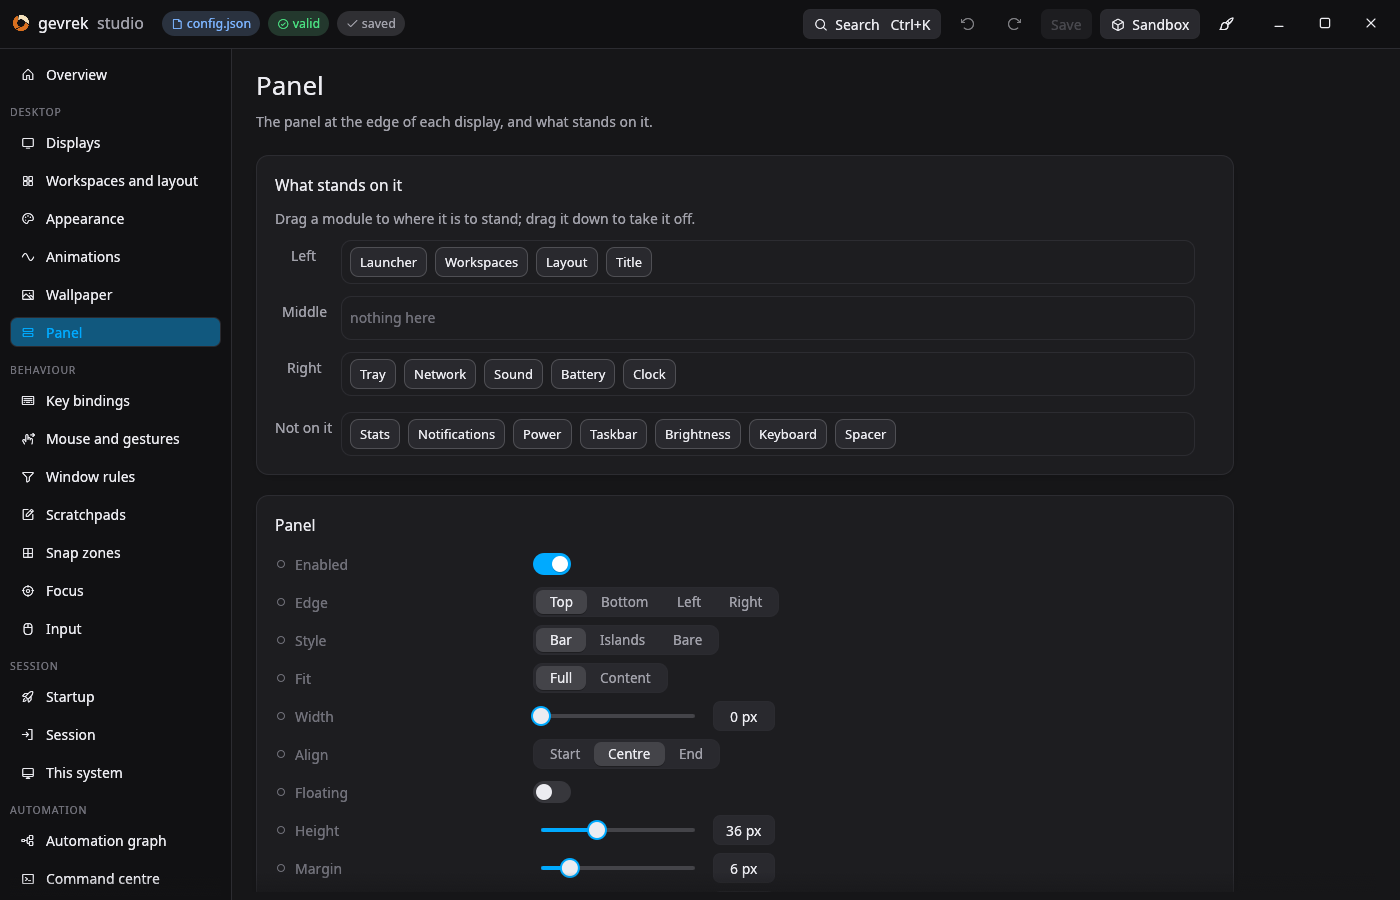 gevrek studio config.json valid saved Search Ctrl+K Save Sandbox
Overview
DESKTOP
Displays
Workspaces and layout
Appearance
Animations
Wallpaper
Panel
BEHAVIOUR
Key bindings
Mouse and gestures
Window rules
Scratchpads
Snap zones
Focus
Input
SESSION
Startup
Session
This system
AUTOMATION
Automation graph
Command centre
Panel
The panel at the edge of each display, and what stands on it.
What stands on it
Drag a module to where it is to stand; drag it down to take it off.
Left Launcher Workspaces Layout Title
Middle nothing here
Right Tray Network Sound Battery Clock
Not on it Stats Notifications Power Taskbar Brightness Keyboard Spacer
Panel
Enabled
Edge Top Bottom Left Right
Style Bar Islands Bare
Fit Full Content
Width 0 px
Align Start Centre End
Floating
Height 36 px
Margin 6 px